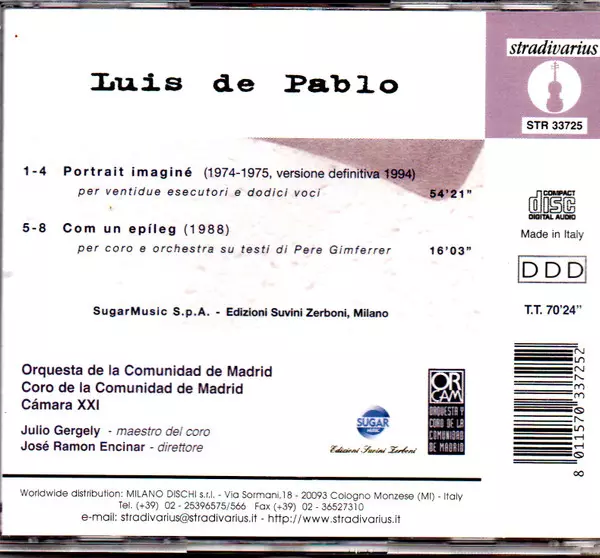 Luis de Pablo
stradivarius
STR 33725
1-4 Portrait imaginé (1974-1975, versione definitiva 1994)
per ventidue esecutori e dodici voci 54'21"
5-8 Com un epíleg (1988)
per coro e orchestra su testi di Pere Gimferrer 16'03"
COMPACT
disc
DIGITAL AUDIO
Made in Italy
DDD
T.T. 70'24"
SugarMusic S.p.A. - Edizioni Suvini Zerboni, Milano
Orquesta de la Comunidad de Madrid
Coro de la Comunidad de Madrid
Cámara XXI
Julio Gergely - maestro del coro
José Ramon Encinar - direttore
SUGAR
MUSIC
Edizioni Suvini Zerboni
OR
CAM
ORQUESTA Y
CORO DE LA
COMUNIDAD
DE MADRID
8 011570 337252
Worldwide distribution: MILANO DISCHI s.r.l. - Via Sormani,18 - 20093 Cologno Monzese (MI) - Italy
Tel. (+39) 02 - 25396575/566 Fax (+39) 02 - 36527310
e-mail: stradivarius@stradivarius.it - http://www.stradivarius.it